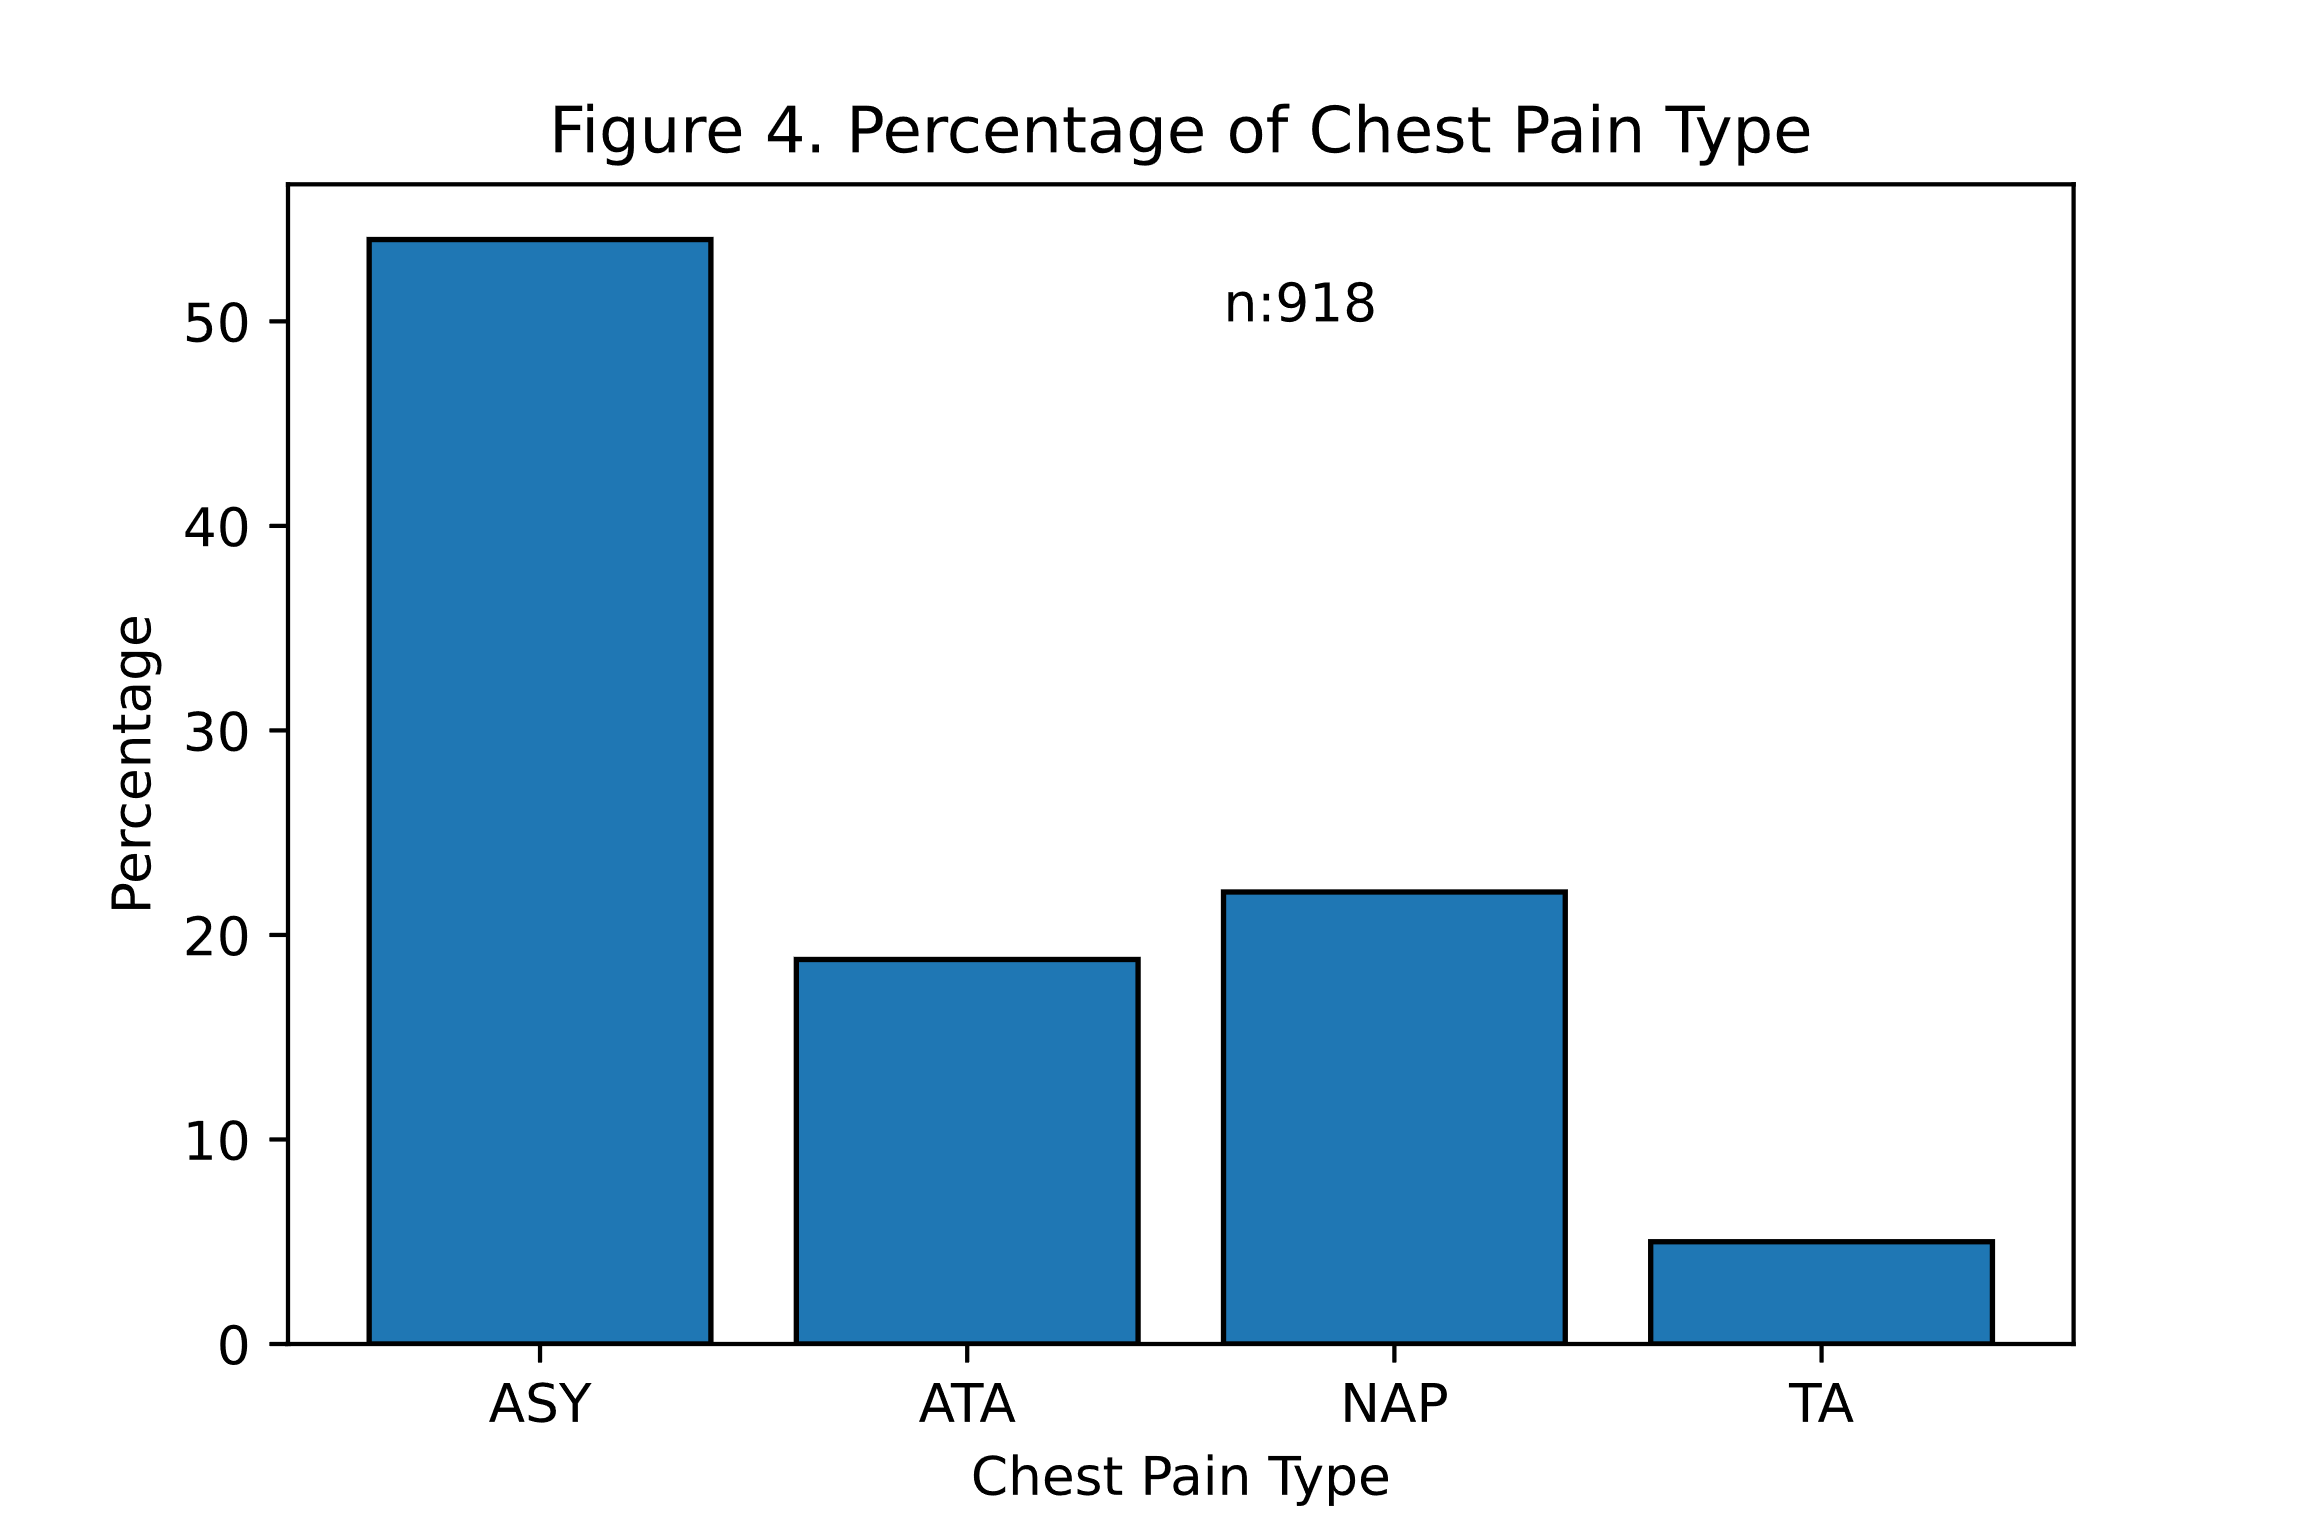 Figure 4. Percentage of Chest Pain Type
n:918
50
40
30
20
10
0
Percentage
ASY ATA NAP TA
Chest Pain Type